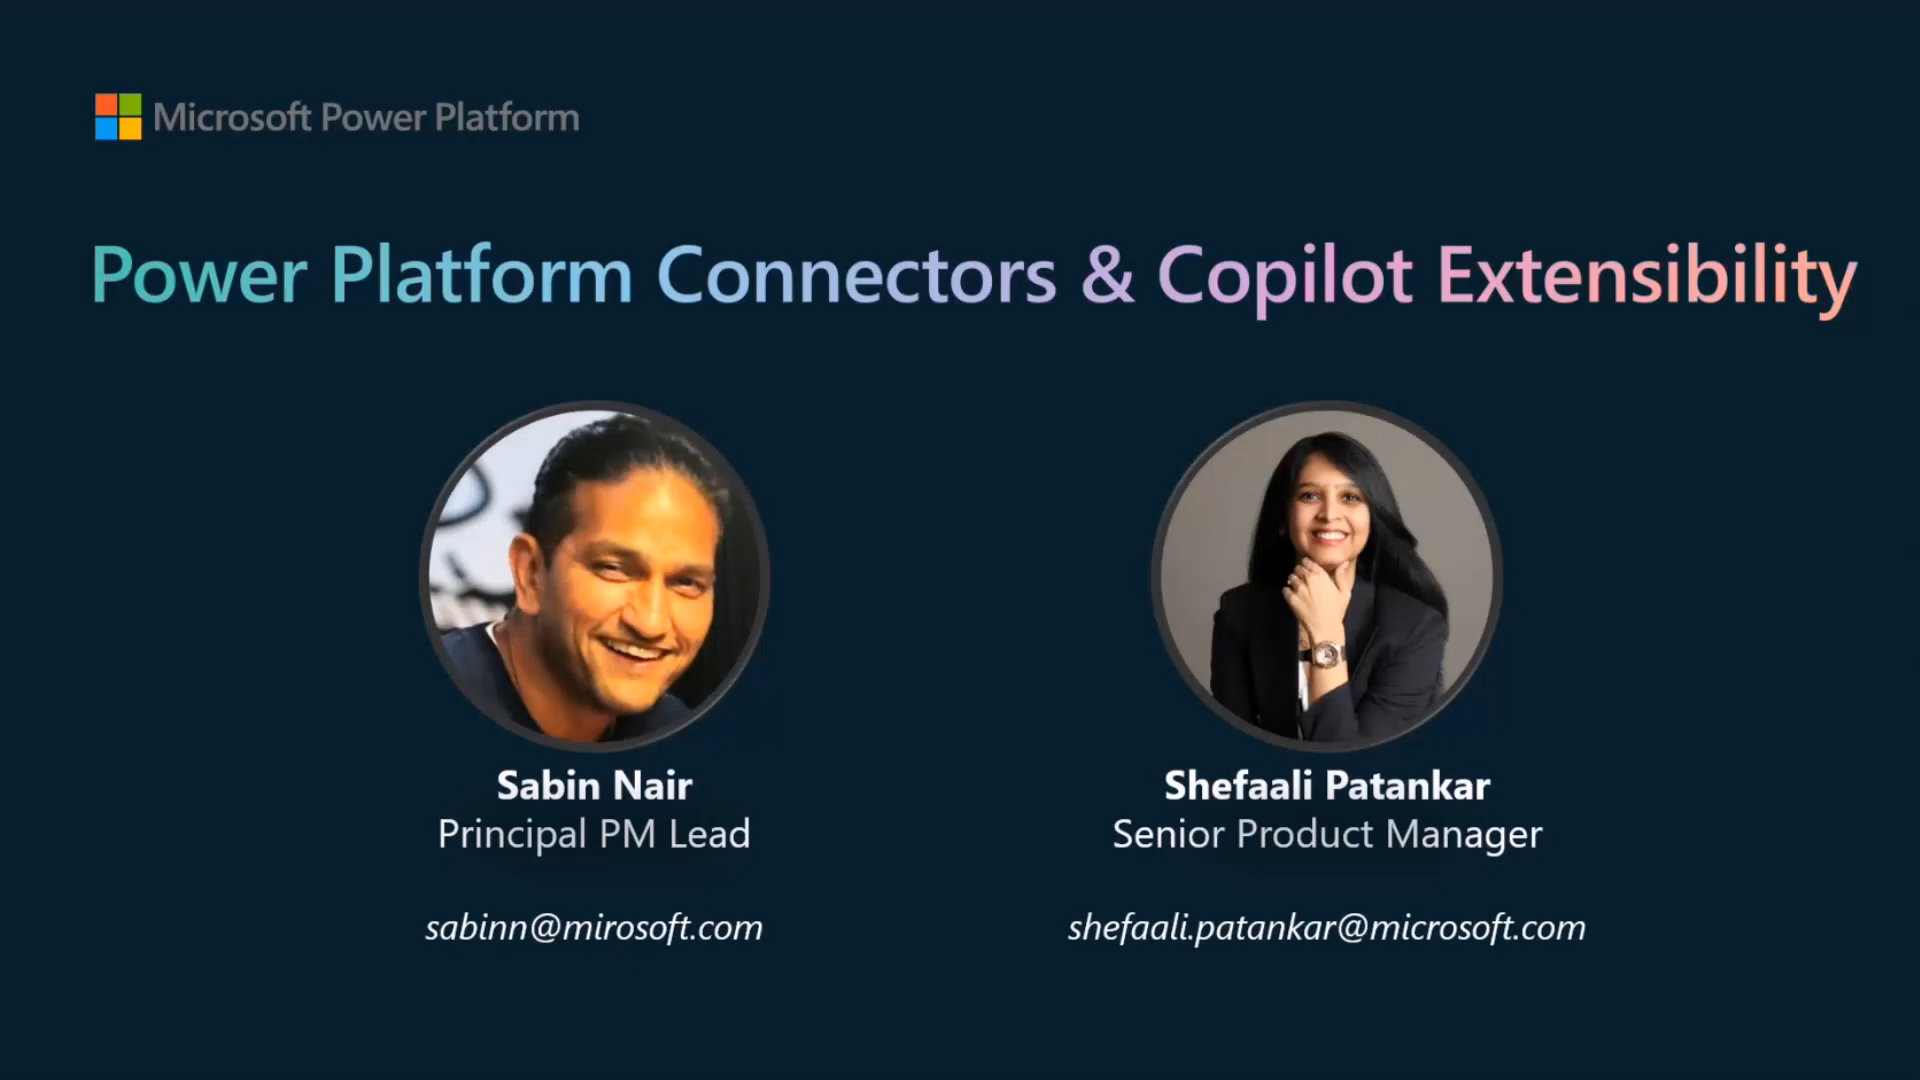 Microsoft Power Platform
Power Platform Connectors & Copilot Extensibility
Sabin Nair
Principal PM Lead
sabinn@mirosoft.com
Shefaali Patankar
Senior Product Manager
shefaali.patankar@microsoft.com